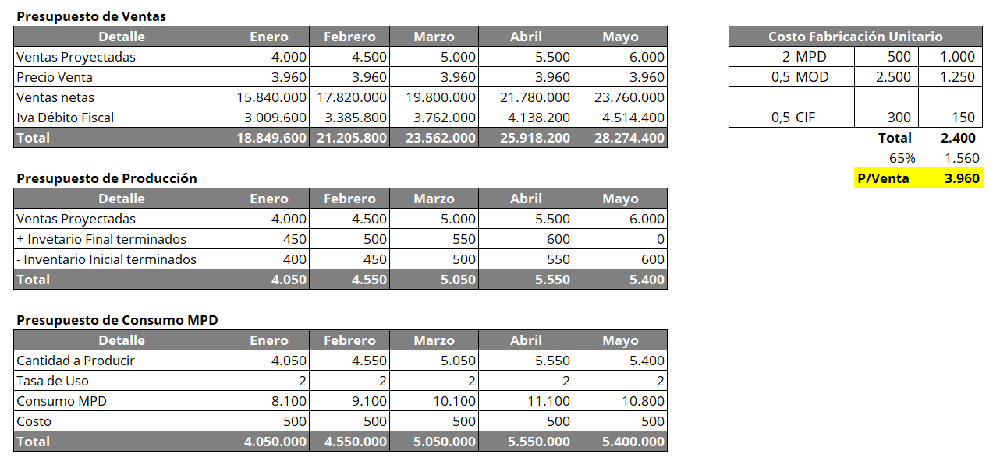 Presupuesto de Ventas
Detalle Enero Febrero Marzo Abril Mayo
Ventas Proyectadas 4.000 4.500 5.000 5.500 6.000
Precio Venta 3.960 3.960 3.960 3.960 3.960
Ventas netas 15.840.000 17.820.000 19.800.000 21.780.000 23.760.000
Iva Débito Fiscal 3.009.600 3.385.800 3.762.000 4.138.200 4.514.400
Total 18.849.600 21.205.800 23.562.000 25.918.200 28.274.400
Costo Fabricación Unitario
2 MPD 500 1.000
0,5 MOD 2.500 1.250
0,5 CIF 300 150
Total 2.400
65% 1.560
P/Venta 3.960
Presupuesto de Producción
Detalle Enero Febrero Marzo Abril Mayo
Ventas Proyectadas 4.000 4.500 5.000 5.500 6.000
+ Invetario Final terminados 450 500 550 600 0
- Inventario Inicial terminados 400 450 500 550 600
Total 4.050 4.550 5.050 5.550 5.400
Presupuesto de Consumo MPD
Detalle Enero Febrero Marzo Abril Mayo
Cantidad a Producir 4.050 4.550 5.050 5.550 5.400
Tasa de Uso 2 2 2 2 2
Consumo MPD 8.100 9.100 10.100 11.100 10.800
Costo 500 500 500 500 500
Total 4.050.000 4.550.000 5.050.000 5.550.000 5.400.000